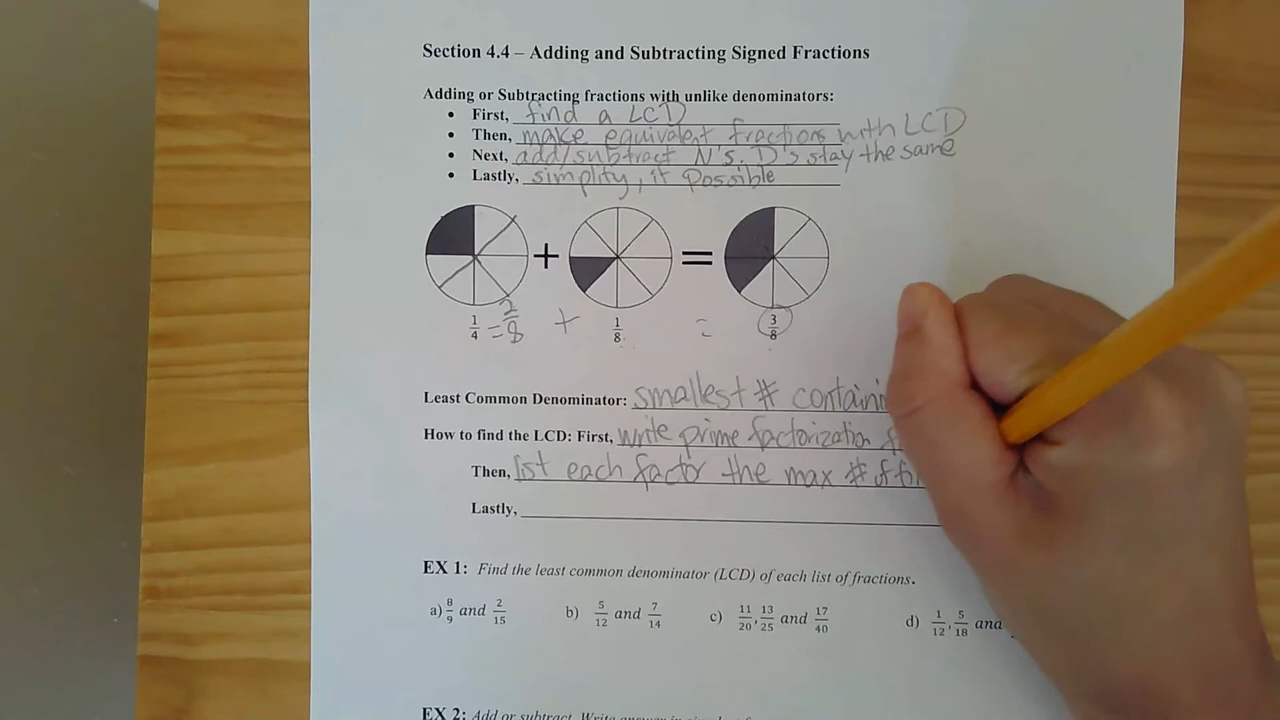 Section 4.4 – Adding and Subtracting Signed Fractions
Adding or Subtracting fractions with unlike denominators:
• First, find a LCD
• Then, make equivalent fractions with LCD
• Next, add/subtract N's. D's stay the same
• Lastly, simplify, if possible
+ =
1/4 = 2/8 + 1/8 = 3/8
Least Common Denominator: smallest #
How to find the LCD: First, write prime factorization
Then, list each factor the max # of
Lastly,
EX 1: Find the least common denominator (LCD) of each list of fractions.
a) 8/9 and 2/15 b) 5/12 and 7/14 c) 11/20, 13/25 and 17/40 d) 1/12, 5/18 and
EX 2: Add or subtract. Write answer in